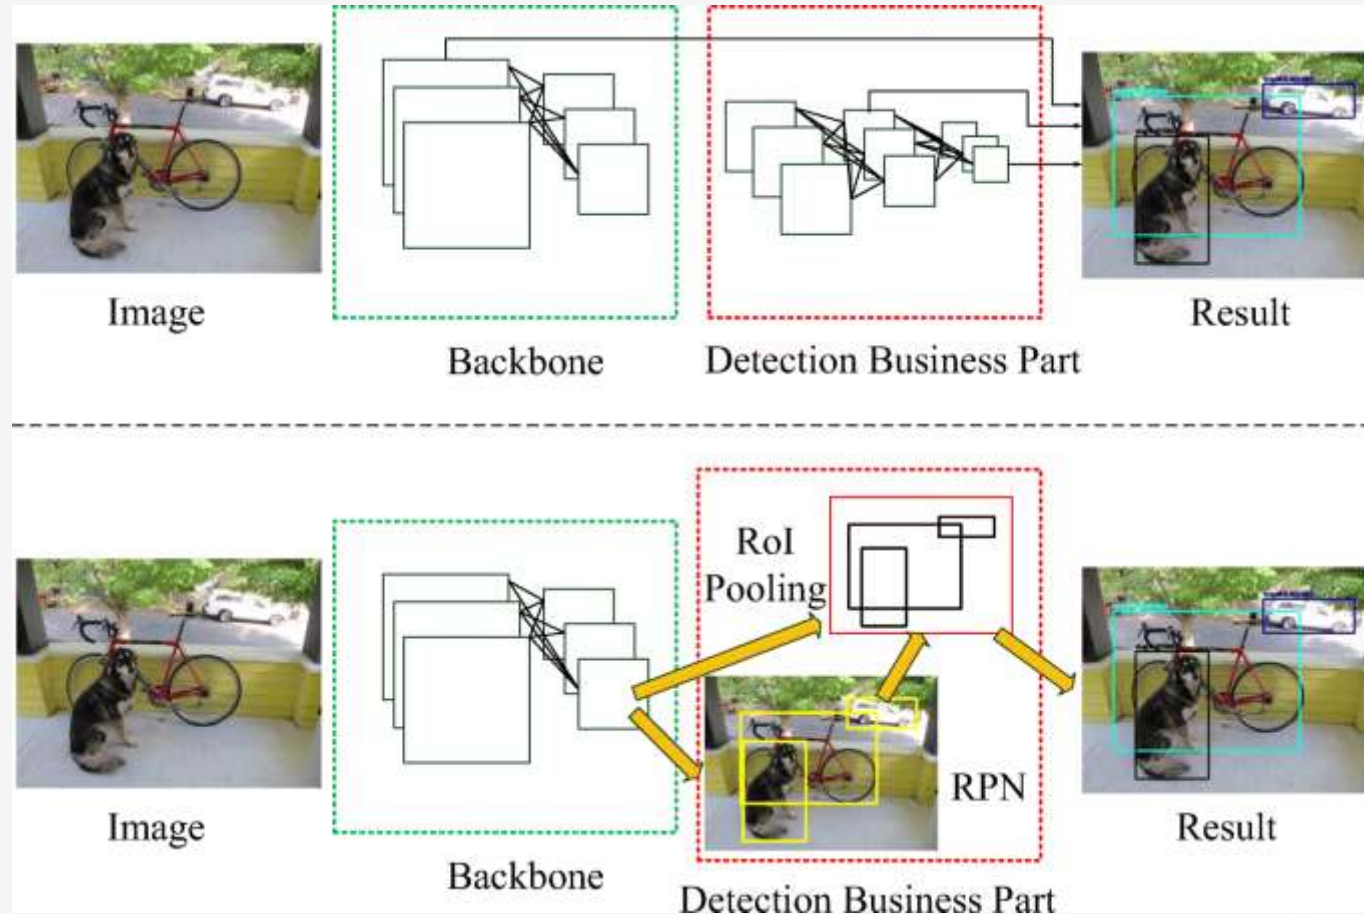 Image
Backbone
Detection Business Part
Result
RoI
Pooling
RPN
Image
Backbone
Detection Business Part
Result